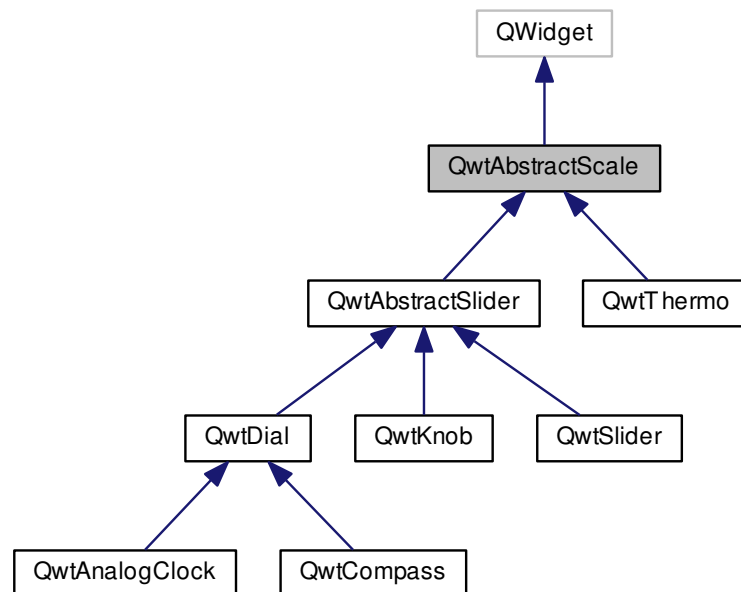 QWidget
QwtAbstractScale
QwtAbstractSlider
QwtThermo
QwtDial
QwtKnob
QwtSlider
QwtAnalogClock
QwtCompass